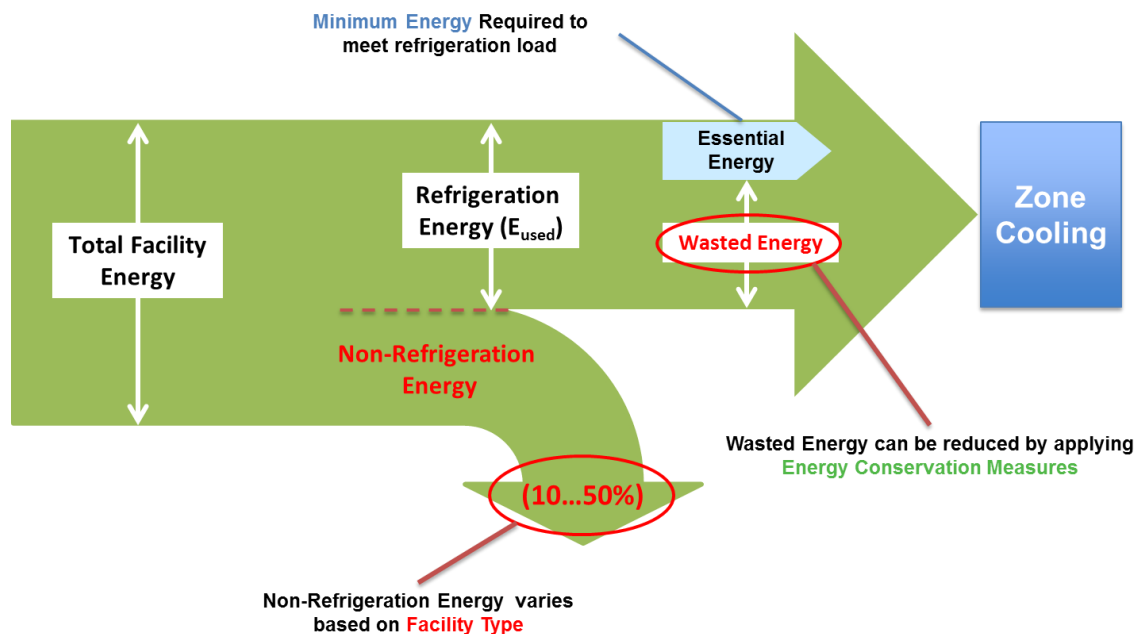 Minimum Energy Required to
meet refrigeration load
Essential
Energy
Refrigeration
Energy (Eused)
Zone
Cooling
Total Facility
Energy
Wasted Energy
Non-Refrigeration
Energy
Wasted Energy can be reduced by applying
Energy Conservation Measures
(10...50%)
Non-Refrigeration Energy varies
based on Facility Type